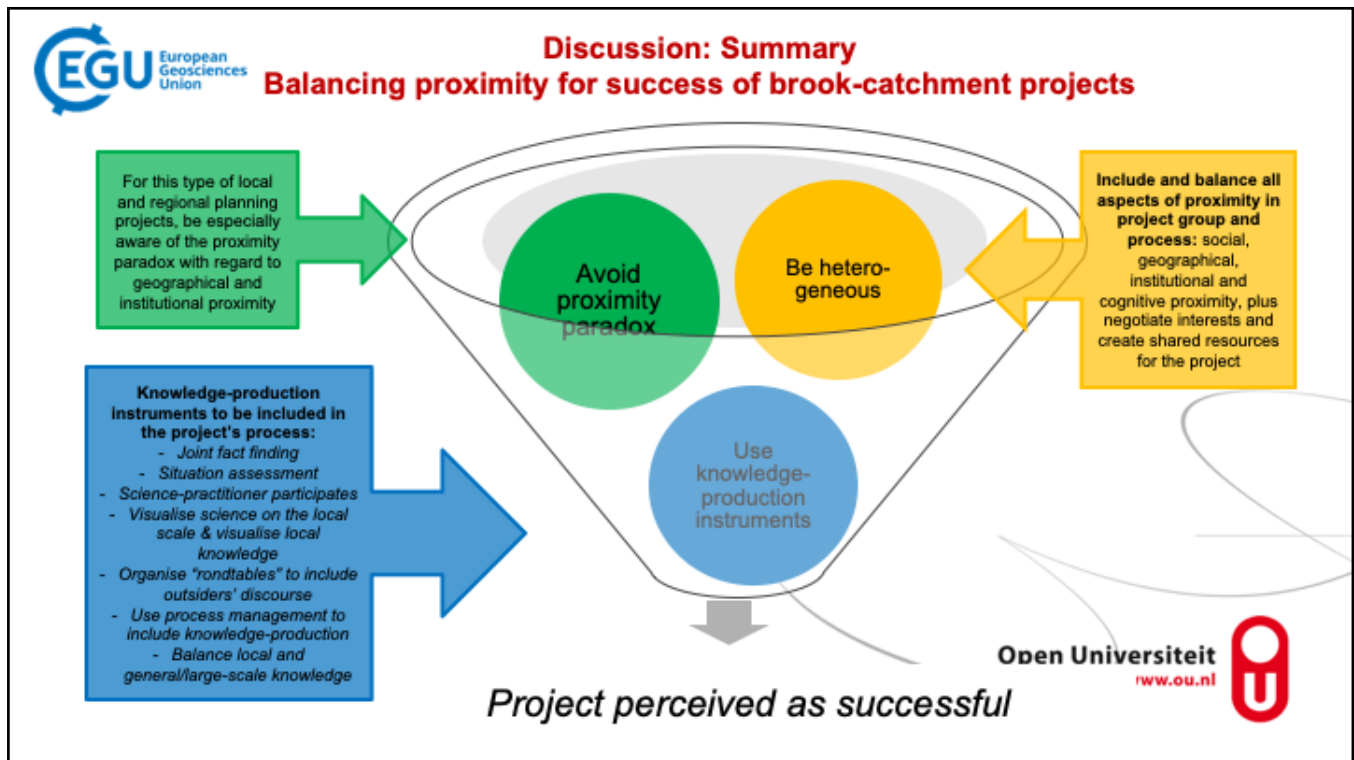 EGU
European
Geosciences
Union
Discussion: Summary
Balancing proximity for success of brook-catchment projects
For this type of local
and regional planning
projects, be especially
aware of the proximity
paradox with regard to
geographical and
institutional proximity
Avoid
proximity
paradox
Be hetero-
geneous
Include and balance all
aspects of proximity in
project group and
process: social,
geographical,
institutional and
cognitive proximity, plus
negotiate interests and
create shared resources
for the project
Knowledge-production
instruments to be included in
the project's process:
- Joint fact finding
- Situation assessment
- Science-practitioner participates
- Visualise science on the local
scale & visualise local
knowledge
- Organise "rondtables" to include
outsiders' discourse
- Use process management to
include knowledge-production
- Balance local and
general/large-scale knowledge
Use
knowledge-
production
instruments
Open Universiteit
www.ou.nl
Project perceived as successful